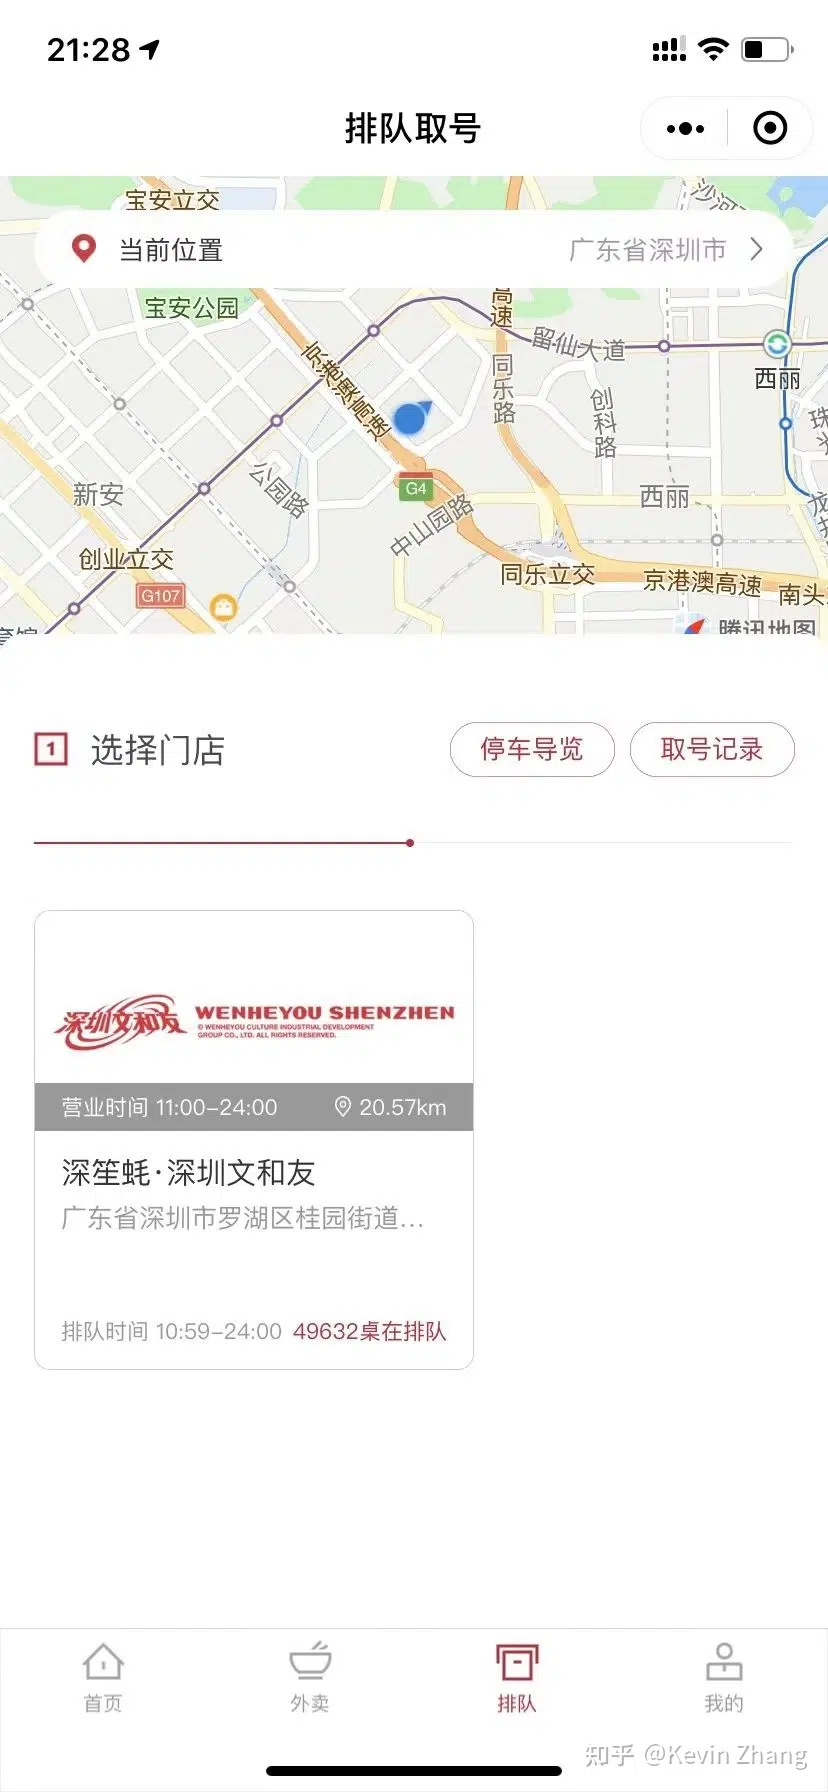 21:28
排队取号
宝安立交
沙河
当前位置
广东省深圳市
宝安公园
高速
留仙大道
京港澳高速
同乐路
西丽
创科路
珠
新安
公园路
G4
西丽
龙
中山园路
创业立交
同乐立交
京港澳高速
南头
G107
腾讯地图
1 选择门店
停车导览
取号记录
深圳文和友
WENHEYOU SHENZHEN
© WENHEYOU CULTURE INDUSTRIAL DEVELOPMENT
GROUP CO., LTD. ALL RIGHTS RESERVED.
营业时间 11:00-24:00
20.57km
深笙蚝·深圳文和友
广东省深圳市罗湖区桂园街道...
排队时间 10:59-24:00 49632桌在排队
首页
外卖
排队
我的
知乎 @Kevin Zhang